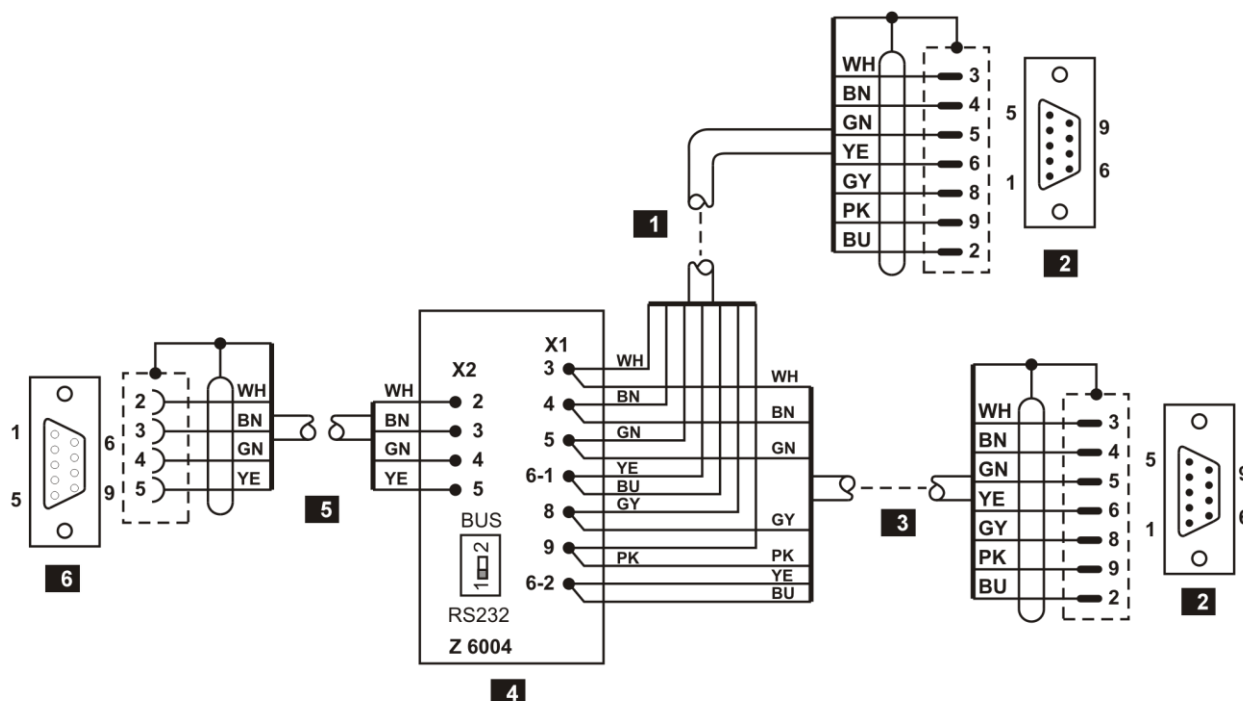 WH 3
BN 4
GN 5
YE 6
GY 8
PK 9
BU 2
5 9
1 6
1
2
X1
X2
3 WH
WH
4 BN
BN
5 GN
GN
6-1 YE
BU
8 GY
GY
9 PK
PK
6-2 YE
BU
WH 2
BN 3
GN 4
YE 5
BUS
1 2
RS232
Z 6004
4
2 WH
3 BN
4 GN
5 YE
1 6
5 9
5
6
3
WH 3
BN 4
GN 5
YE 6
GY 8
PK 9
BU 2
5 9
1 6
2